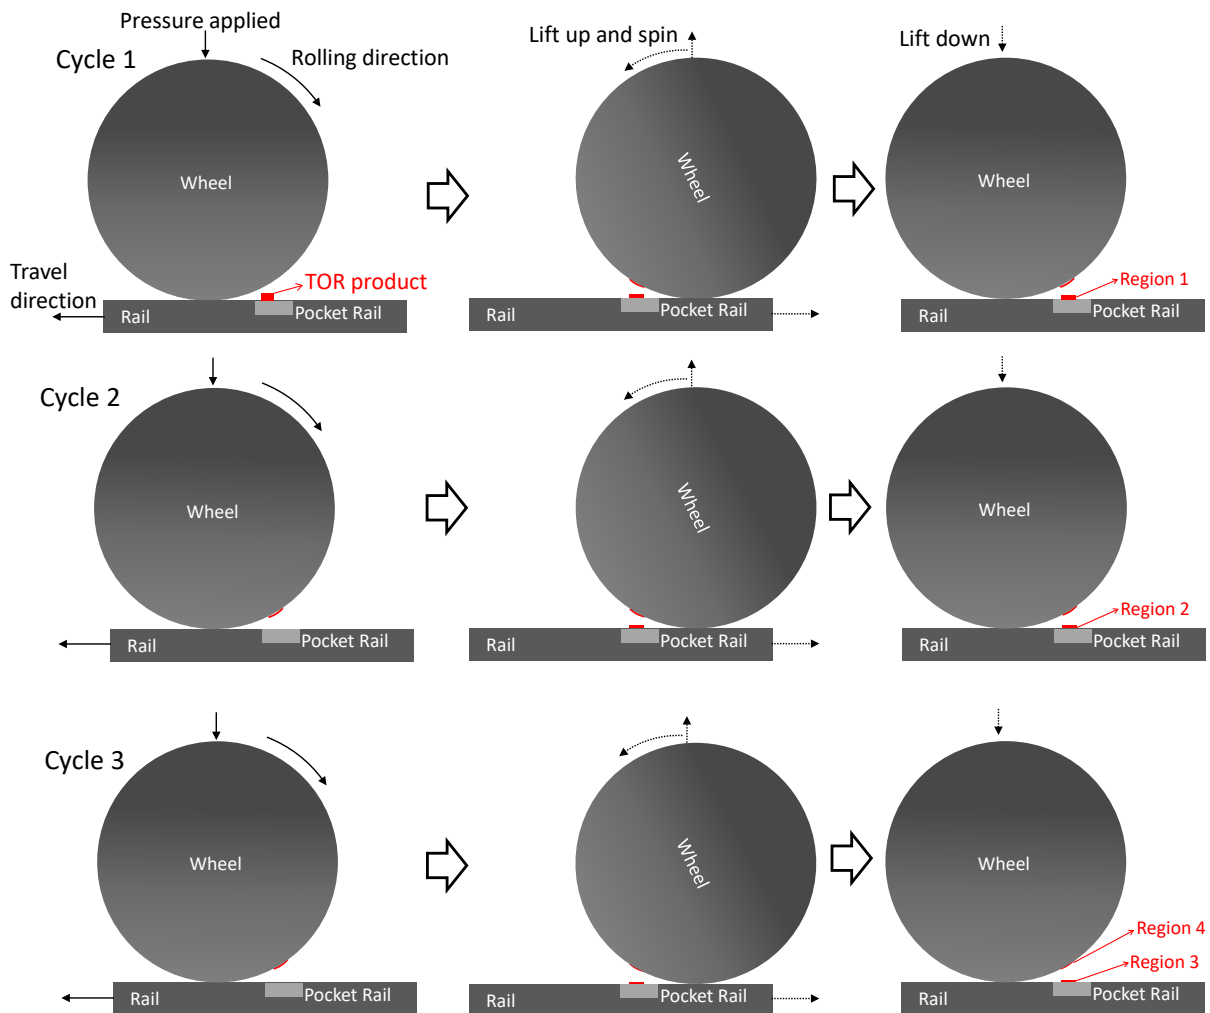 Pressure applied
Cycle 1
Rolling direction
Wheel
Travel
direction
TOR product
Rail
Pocket Rail
Lift up and spin
Wheel
Rail
Pocket Rail
Lift down
Wheel
Region 1
Rail
Pocket Rail
Cycle 2
Wheel
Rail
Pocket Rail
Wheel
Rail
Pocket Rail
Wheel
Region 2
Rail
Pocket Rail
Cycle 3
Wheel
Rail
Pocket Rail
Wheel
Rail
Pocket Rail
Wheel
Region 4
Region 3
Rail
Pocket Rail